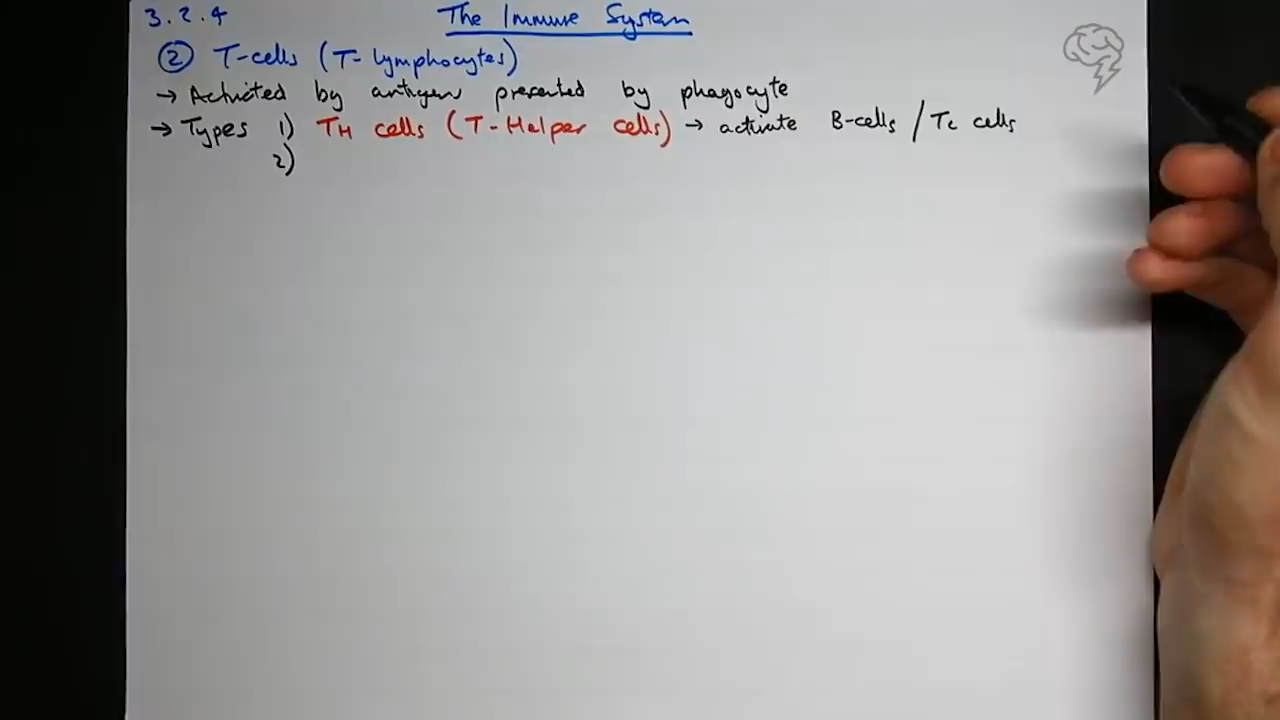 3.2.4 The Immune System
② T-cells (T-lymphocytes)
→ Activated by antigen presented by phagocyte
→ Types 1) TH cells (T-Helper cells) → activate B-cells / Tc cells
2)